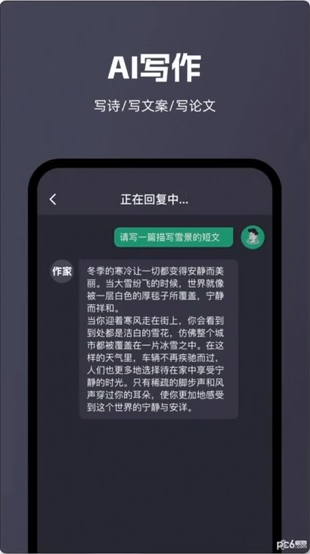 AI写作
写诗/写文案/写论文
正在回复中...
请写一篇描写雪景的短文
作家
冬季的寒冷让一切都变得安静而美
丽。当大雪纷飞的时候，世界就像
被一层白色的厚毯子所覆盖，宁静
而祥和。
当你迎着寒风走在街上，你会看到
到处都是洁白的雪花，仿佛整个城
市都被覆盖在一片冰雪之中。在这
样的天气里，车辆不再疾驰而过，
人们也更多地选择待在家中享受宁
静的时光。只有稀疏的脚步声和风
声穿过你的耳朵，使你更加地感受
到这个世界的宁静与安详。
pc6.com